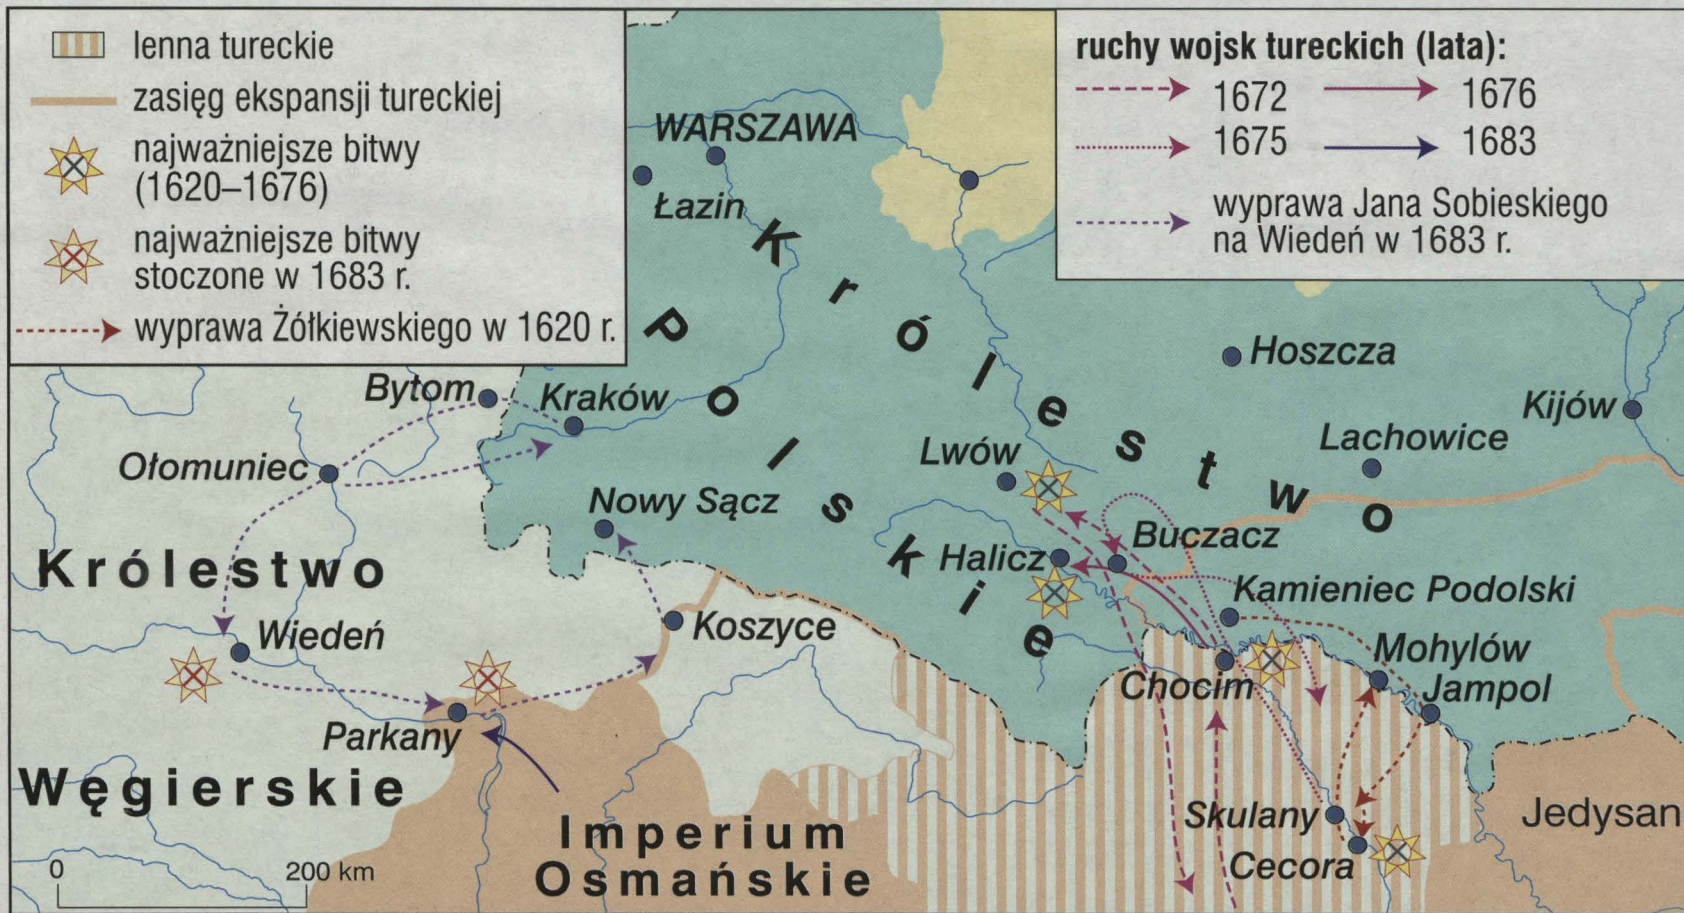 lenna tureckie
zasięg ekspansji tureckiej
najważniejsze bitwy
(1620–1676)
najważniejsze bitwy
stoczone w 1683 r.
wyprawa Żółkiewskiego w 1620 r.
ruchy wojsk tureckich (lata):
1672
1676
1675
1683
wyprawa Jana Sobieskiego
na Wiedeń w 1683 r.
WARSZAWA
Łazin
Królestwo
Polskie
Hoszcza
Bytom
Kraków
Kijów
Lachowice
Lwów
Ołomuniec
Nowy Sącz
Buczacz
Halicz
Królestwo
Kamieniec Podolski
Wiedeń
Koszyce
Mohylów
Chocim
Jampol
Parkany
Węgierskie
Skulany
Jedysan
Imperium
Osmańskie
Cecora
0
200 km